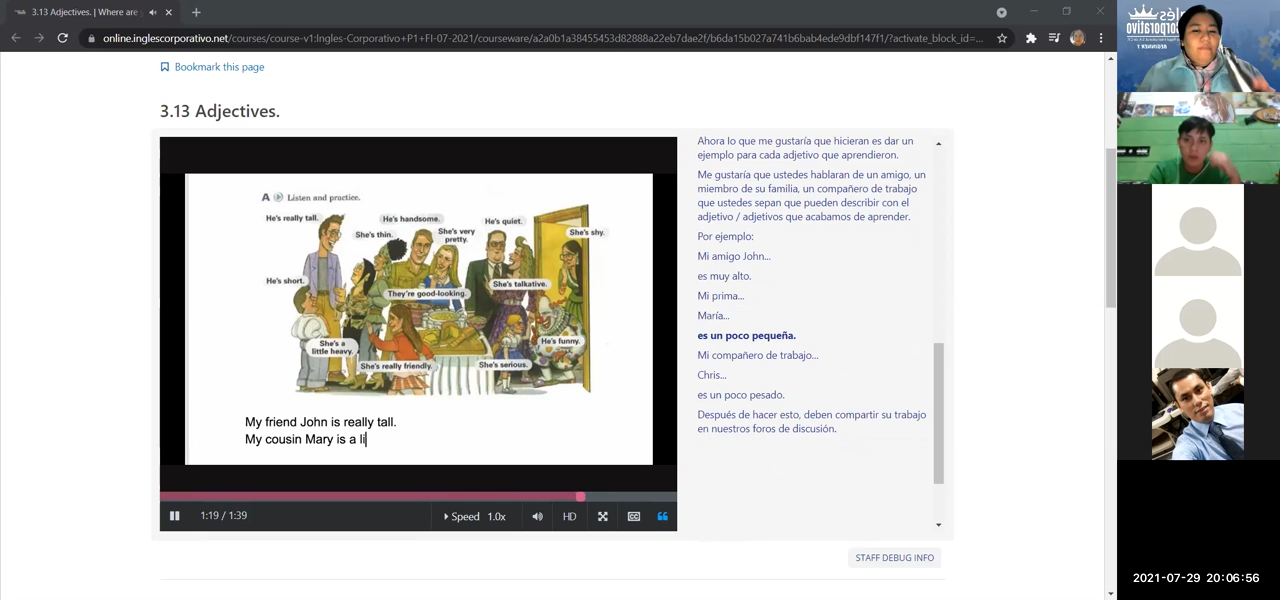 3.13 Adjectives. | Where are
online.inglescorporativo.net/courses/course-v1:Ingles-Corporativo+P1+FI-07-2021/courseware/a2a0b1a38455453d82888a22eb7dae2f/b6da15b027a741b6bab4ede9dbf147f1/?activate_block_id=...
Bookmark this page
3.13 Adjectives.
A Listen and practice.
He's really tall.
He's handsome.
He's quiet.
She's thin.
She's very
pretty.
She's shy.
He's short.
They're good-looking.
She's talkative.
She's a
little heavy.
He's funny.
She's really friendly.
She's serious.
My friend John is really tall.
My cousin Mary is a li
1:19 / 1:39
Speed 1.0x
HD
CC
Ahora lo que me gustaría que hicieran es dar un
ejemplo para cada adjetivo que aprendieron.
Me gustaría que ustedes hablaran de un amigo, un
miembro de su familia, un compañero de trabajo
que ustedes sepan que pueden describir con el
adjetivo / adjetivos que acabamos de aprender.
Por ejemplo:
Mi amigo John...
es muy alto.
Mi prima...
María...
es un poco pequeña.
Mi compañero de trabajo...
Chris...
es un poco pesado.
Después de hacer esto, deben compartir su trabajo
en nuestros foros de discusión.
STAFF DEBUG INFO
2021-07-29 20:06:56